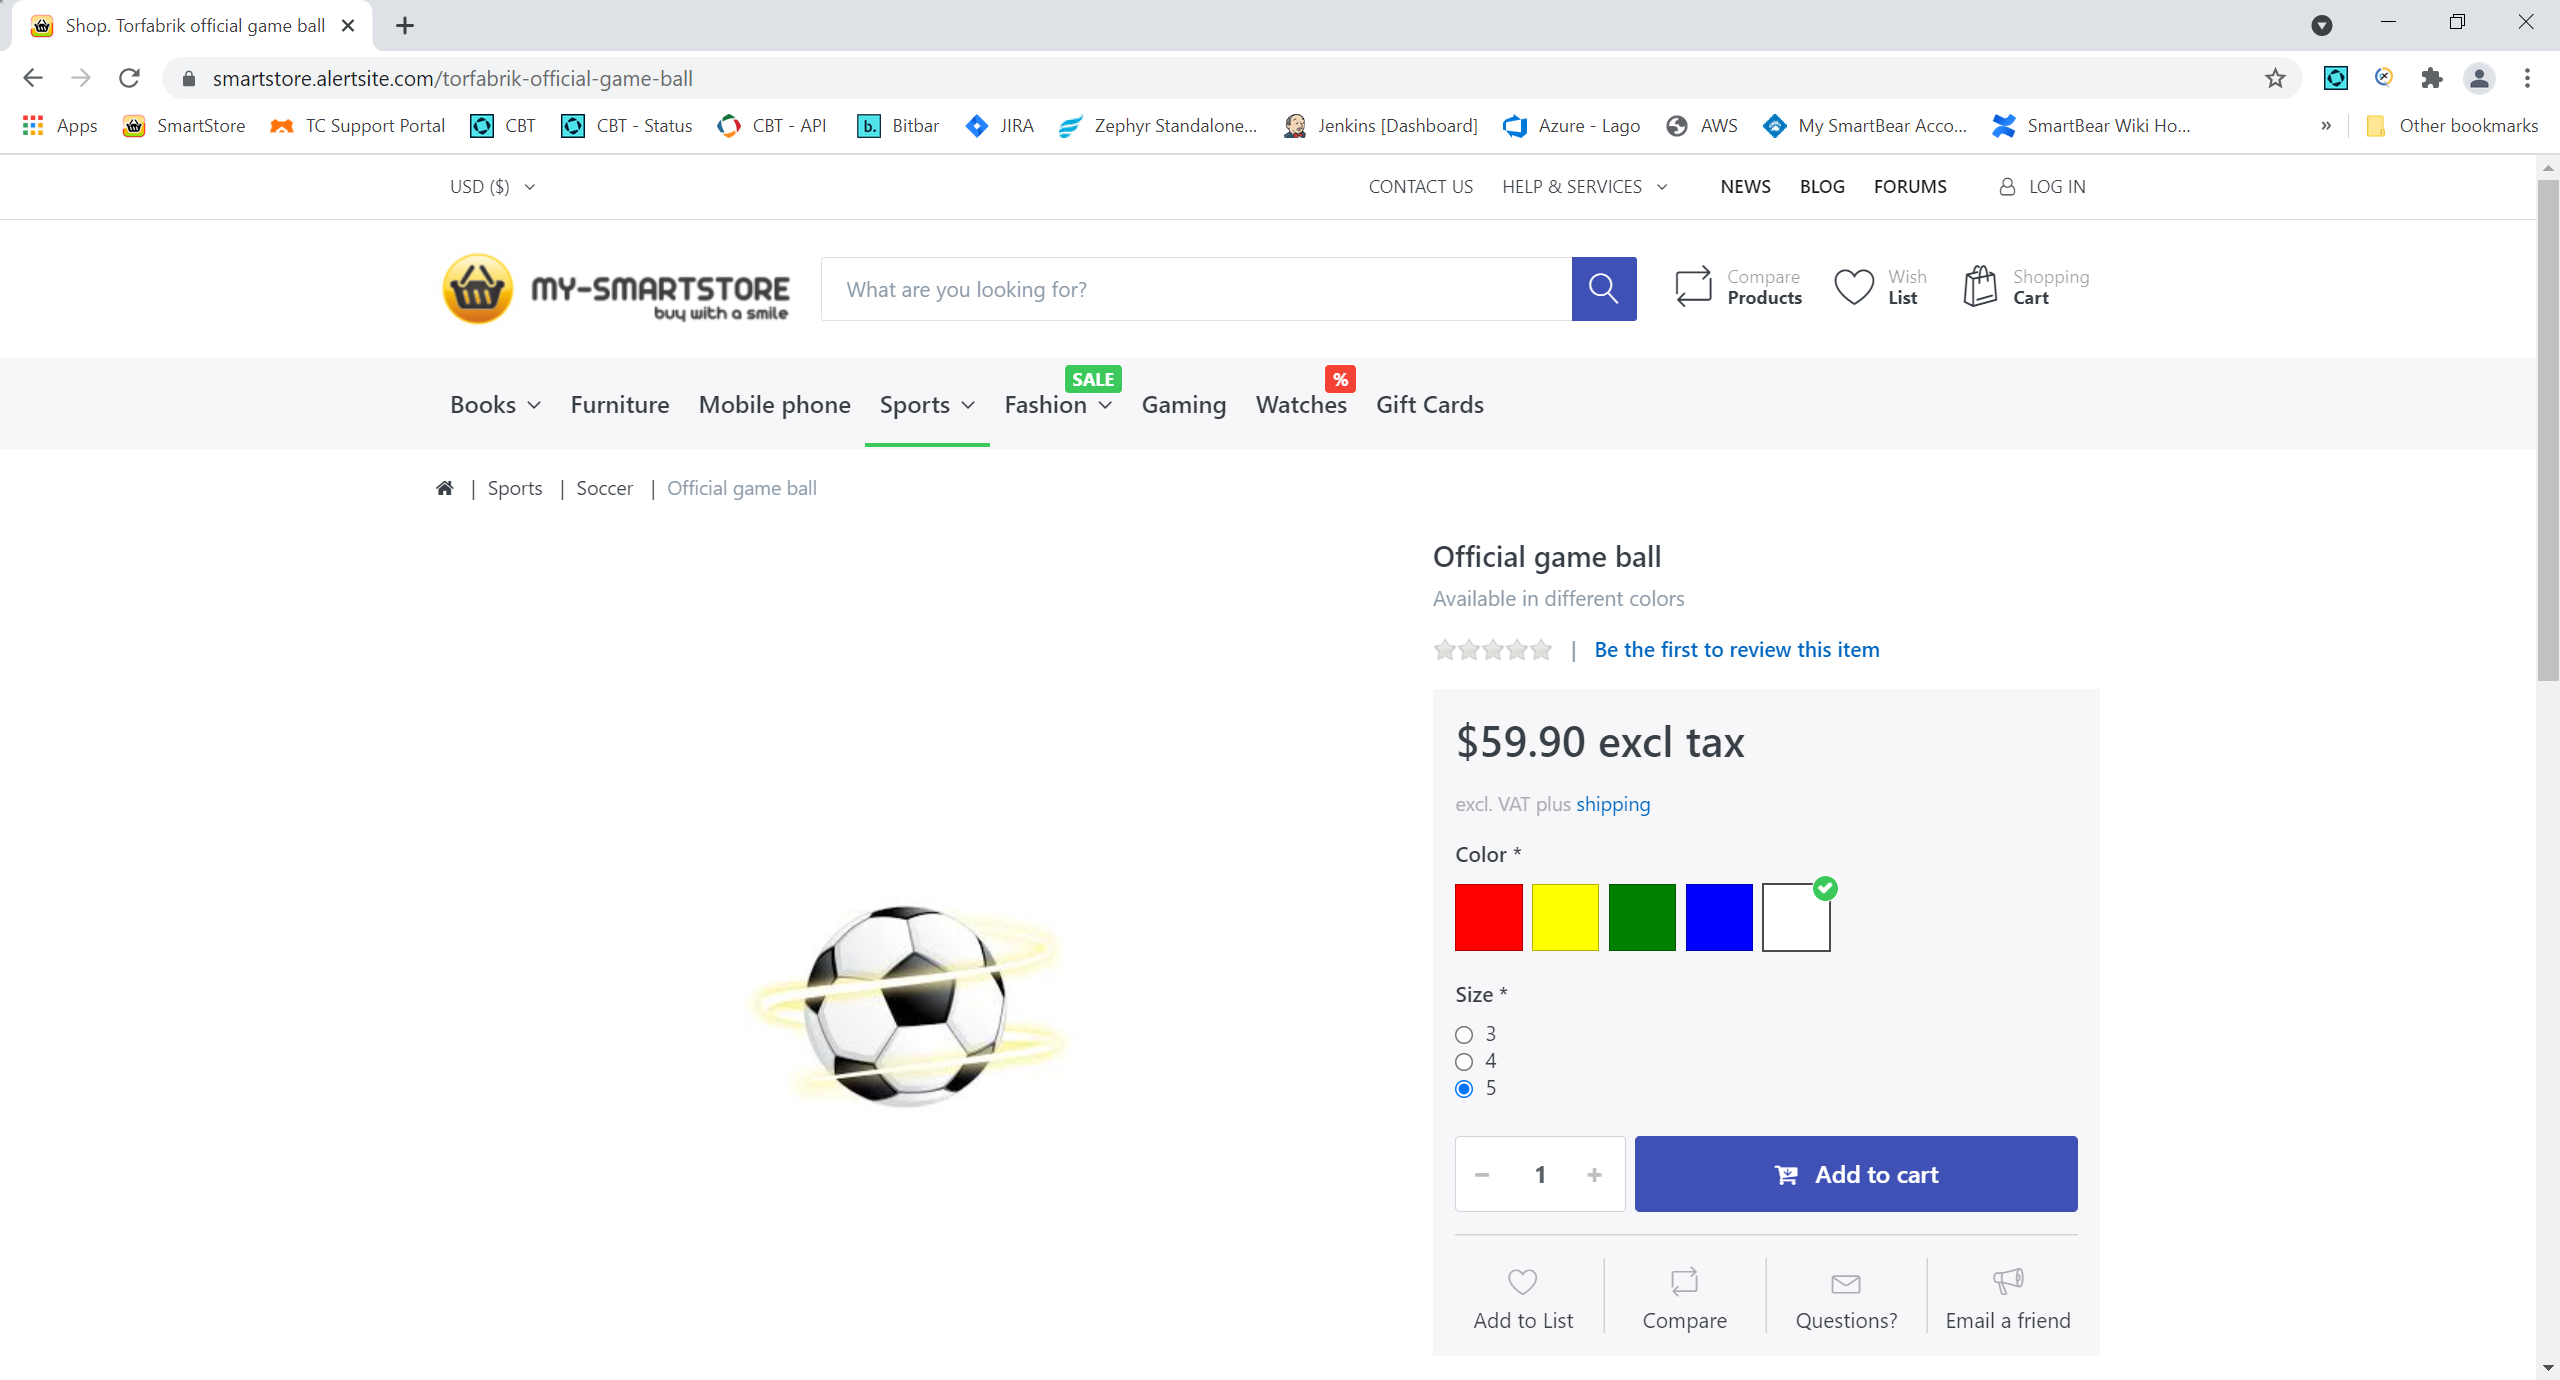 Shop. Torfabrik official game ball
smartstore.alertsite.com/torfabrik-official-game-ball
Apps SmartStore TC Support Portal CBT CBT - Status CBT - API b. Bitbar JIRA Zephyr Standalone... Jenkins [Dashboard] Azure - Lago AWS My SmartBear Acco... SmartBear Wiki Ho... » Other bookmarks
USD ($) CONTACT US HELP & SERVICES NEWS BLOG FORUMS LOG IN
MY-SMARTSTORE
buy with a smile
What are you looking for?
Compare
Products
Wish
List
Shopping
Cart
SALE %
Books Furniture Mobile phone Sports Fashion Gaming Watches Gift Cards
| Sports | Soccer | Official game ball
Official game ball
Available in different colors
| Be the first to review this item
$59.90 excl tax
excl. VAT plus shipping
Color *
Size *
3
4
5
− 1 + Add to cart
Add to List Compare Questions? Email a friend